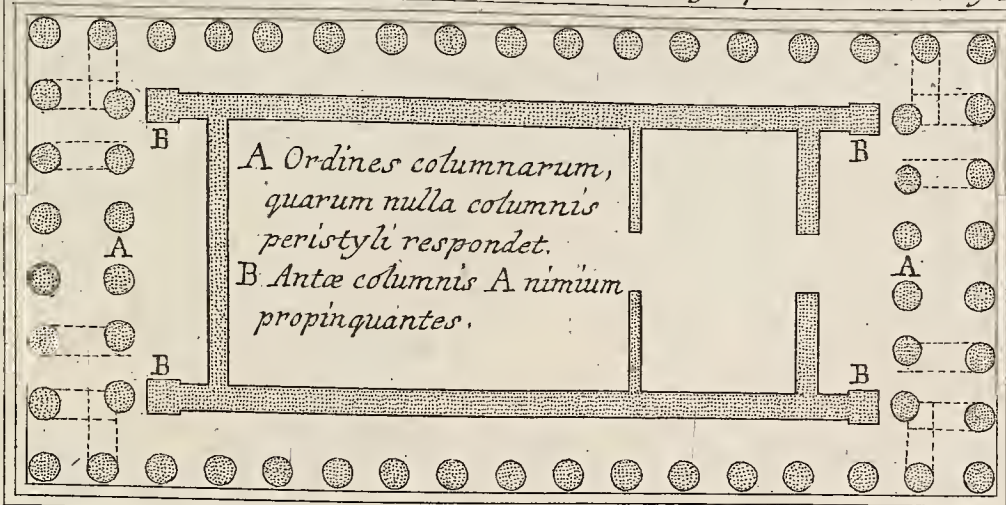 B
B
A Ordines columnarum,
quarum nulla columnis
peristyli respondet.
A
A
B Antæ columnis A nimium
propinquantes.
B
B